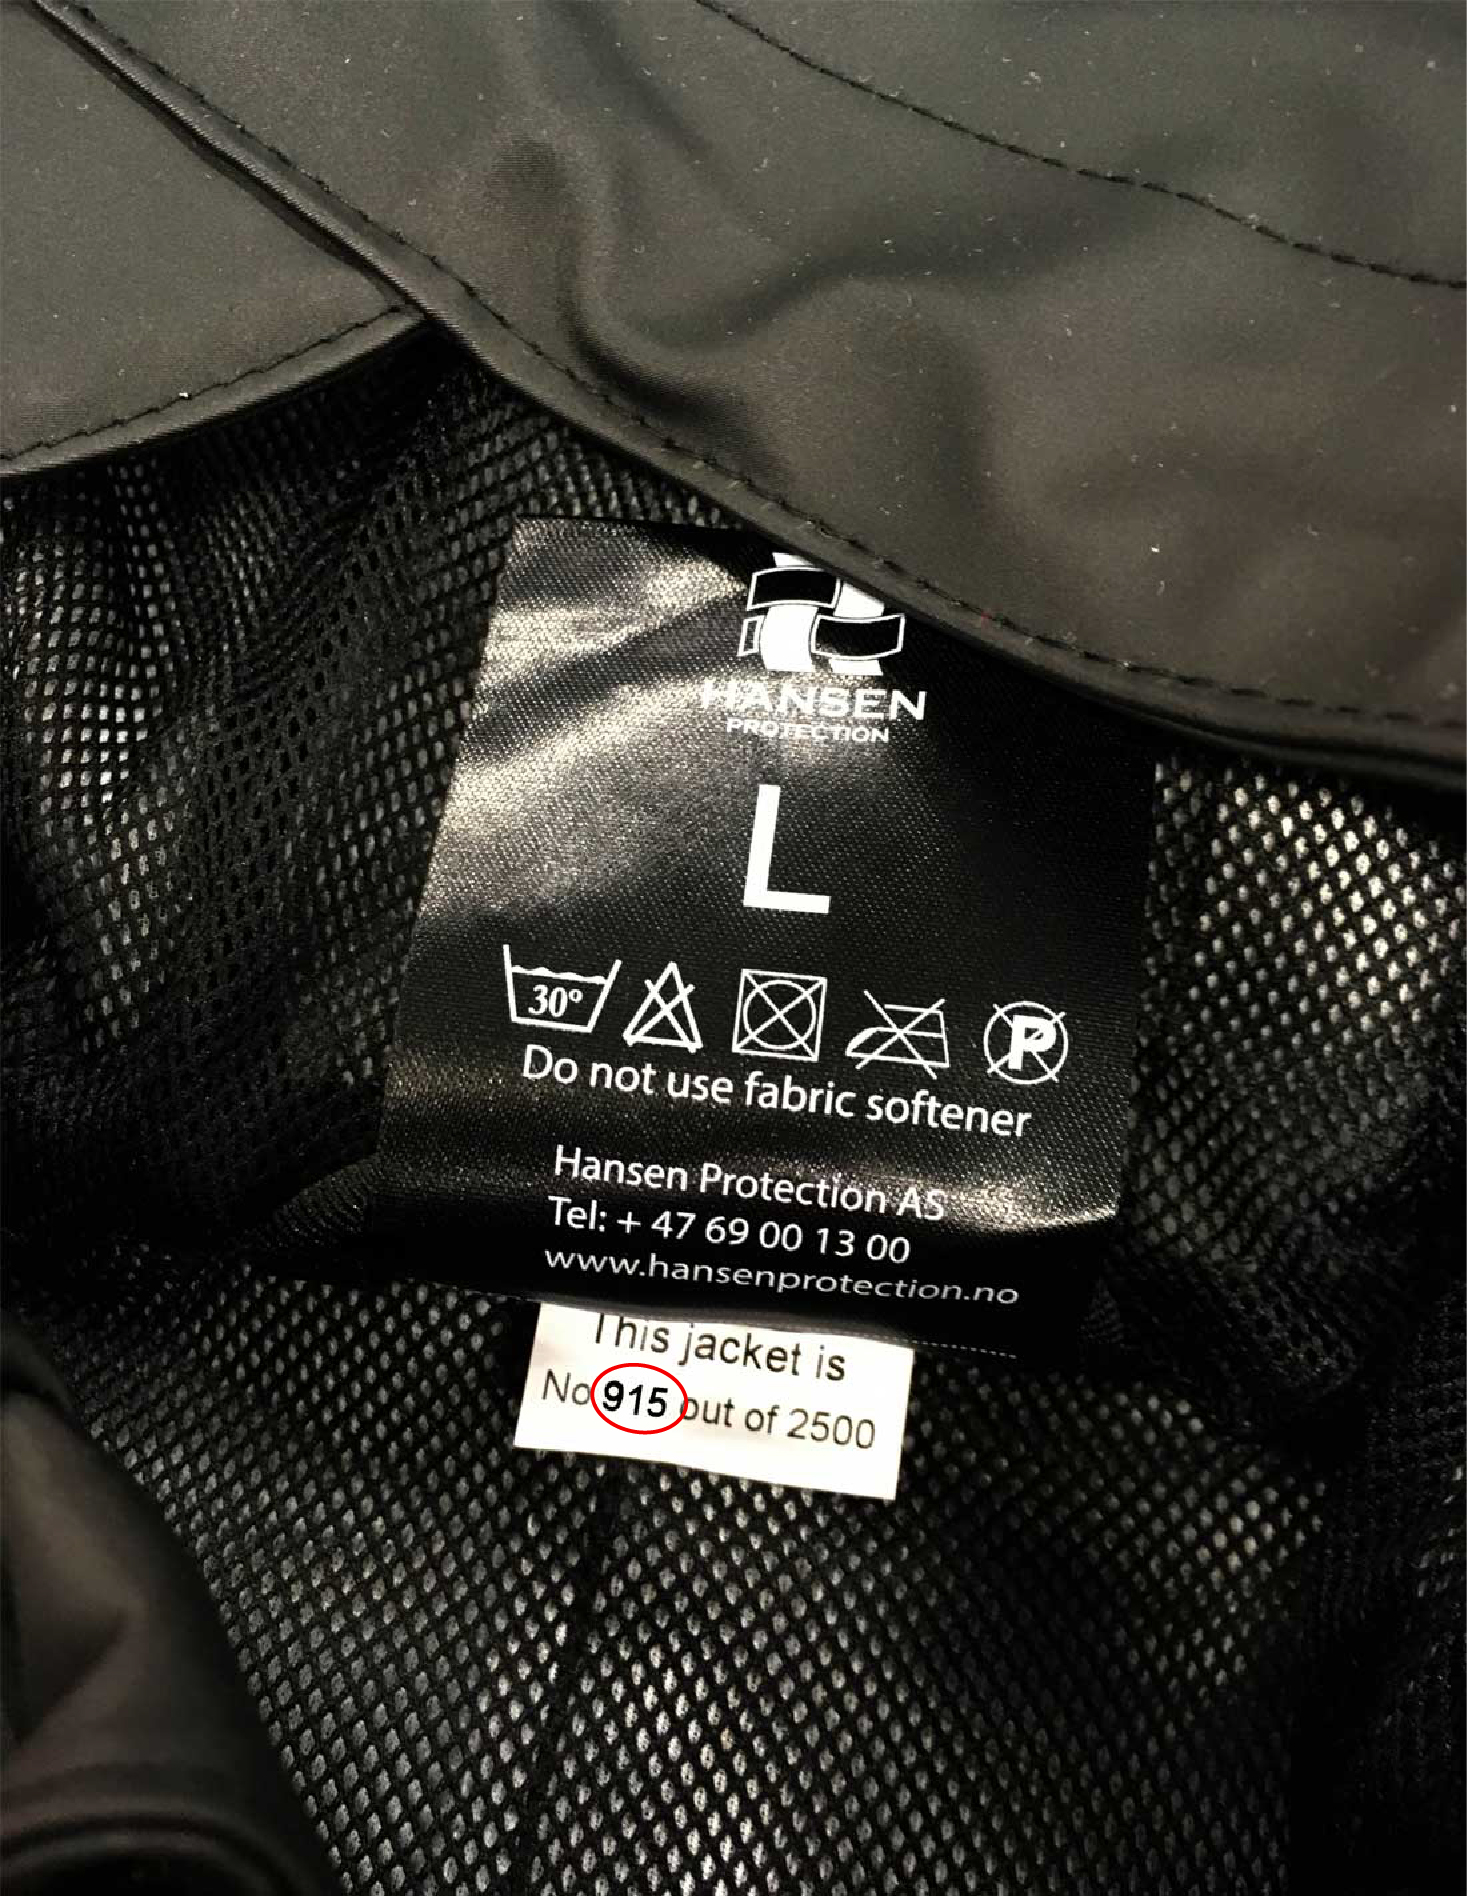 HANSEN
PROTECTION
L
30°
P
Do not use fabric softener
Hansen Protection AS
Tel: + 47 69 00 13 00
www.hansenprotection.no
This jacket is
No 915 out of 2500